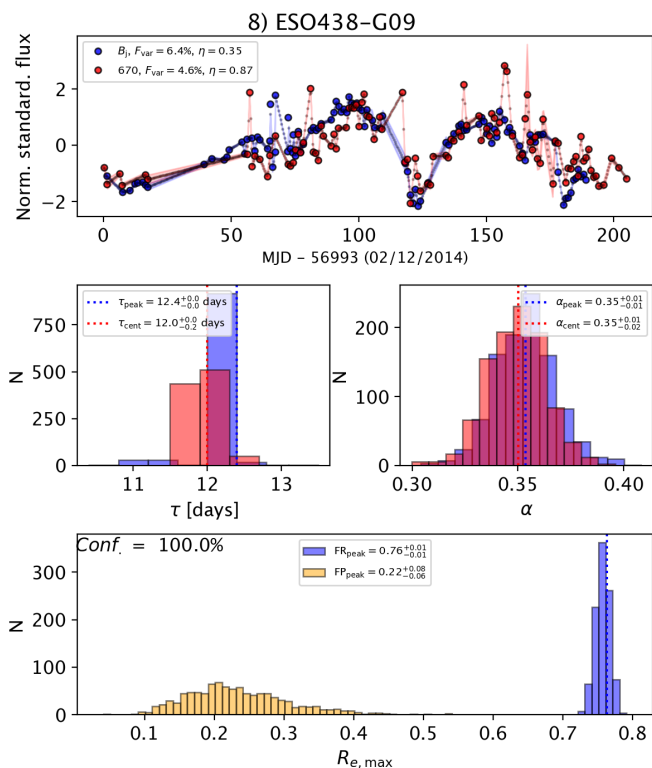 8) ESO438−G09
Norm. standard. flux
B_j, F_var = 6.4%, η = 0.35
670, F_var = 4.6%, η = 0.87
2
0
−2
0 50 100 150 200
MJD − 56993 (02/12/2014)
N
750
500
250
0
τ_peak = 12.4^{+0.0}_{−0.0} days
τ_cent = 12.0^{+0.0}_{−0.2} days
11 12 13
τ [days]
N
200
100
0
α_peak = 0.35^{+0.01}_{−0.01}
α_cent = 0.35^{+0.01}_{−0.02}
0.30 0.35 0.40
α
Conf. = 100.0%
FR_peak = 0.76^{+0.01}_{−0.01}
FP_peak = 0.22^{+0.08}_{−0.06}
N
300
200
100
0
0.1 0.2 0.3 0.4 0.5 0.6 0.7 0.8
R_{e, max}